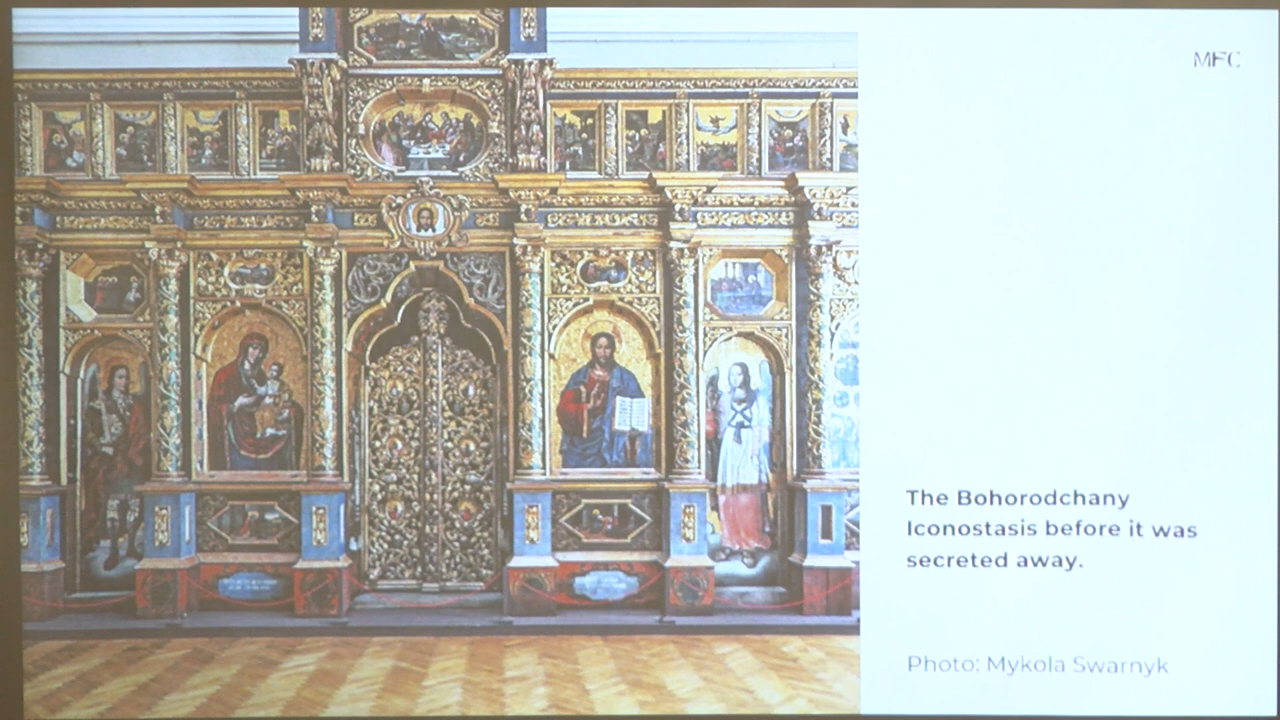 MFC
The Bohorodchany
Iconostasis before it was
secreted away.
Photo: Mykola Swarnyk